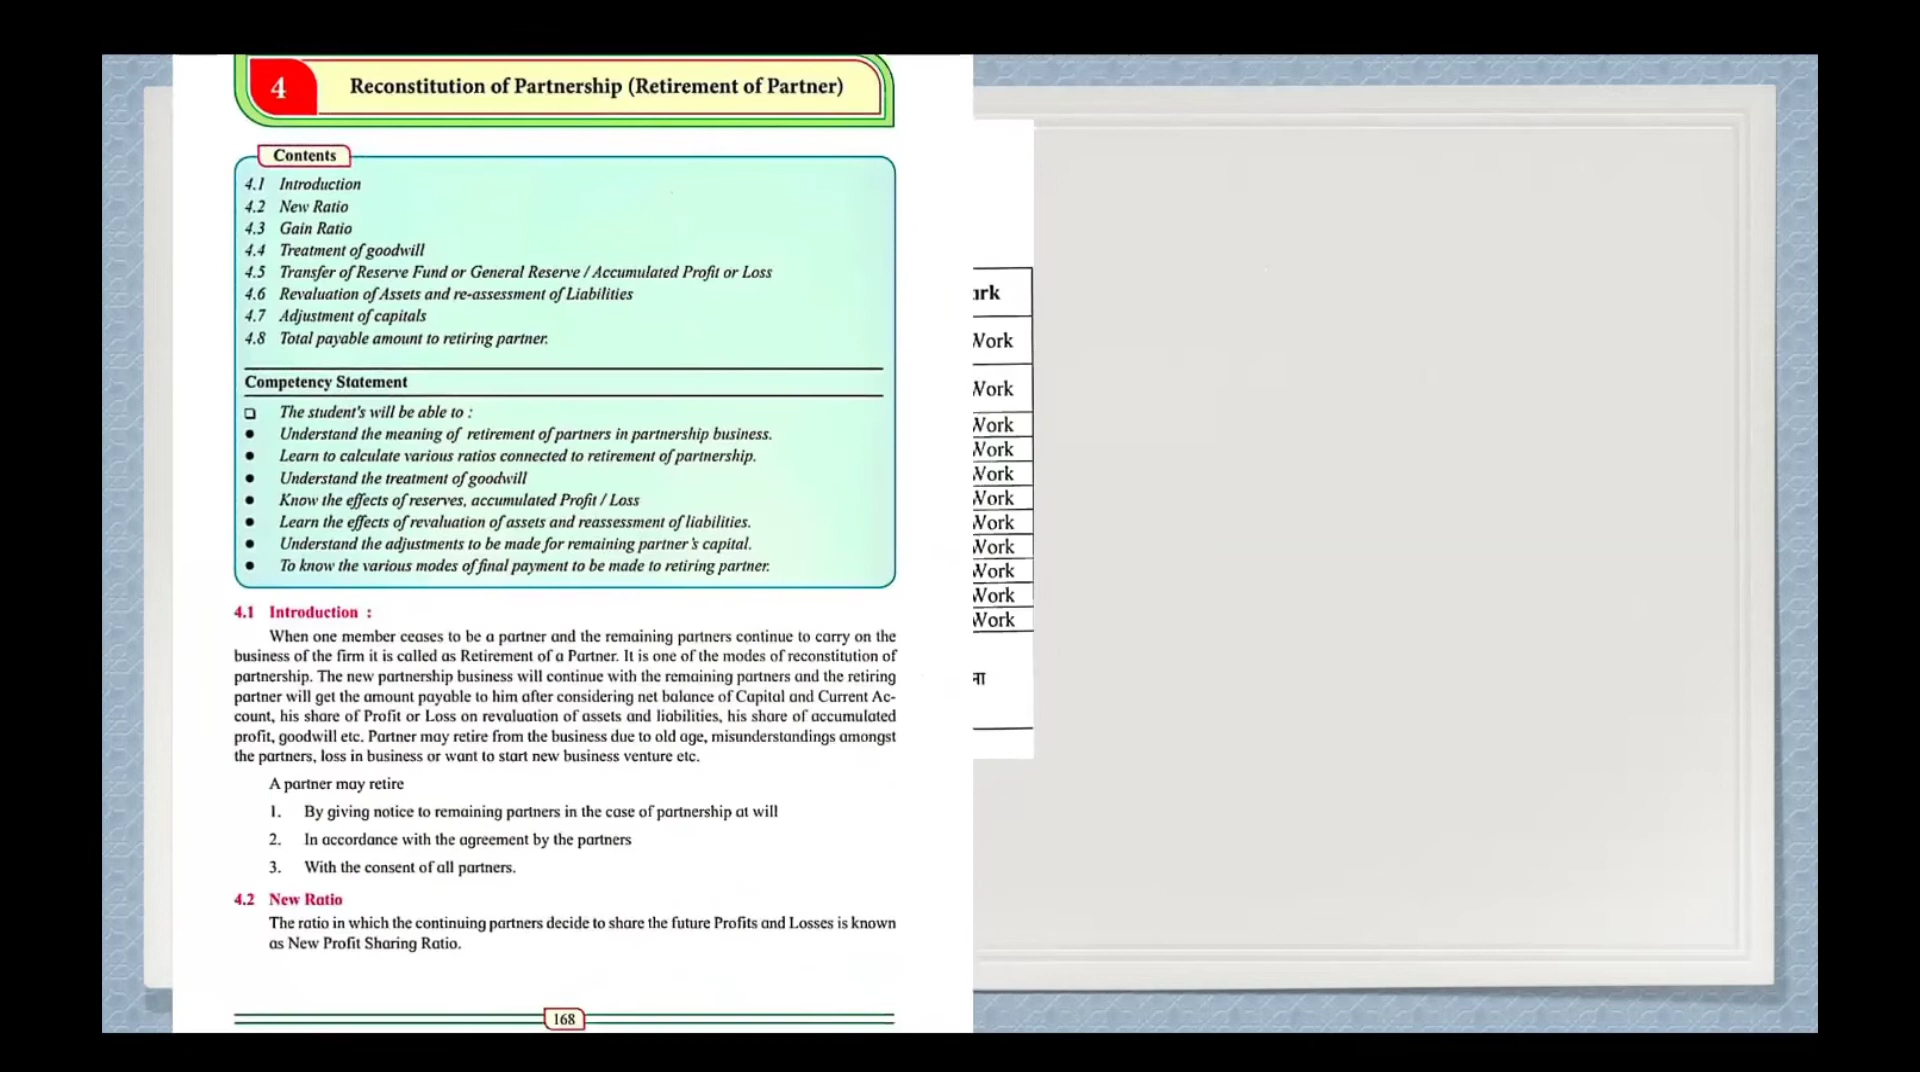 4 Reconstitution of Partnership (Retirement of Partner)
Contents
4.1 Introduction
4.2 New Ratio
4.3 Gain Ratio
4.4 Treatment of goodwill
4.5 Transfer of Reserve Fund or General Reserve / Accumulated Profit or Loss
4.6 Revaluation of Assets and re-assessment of Liabilities
4.7 Adjustment of capitals
4.8 Total payable amount to retiring partner.
Competency Statement
❑ The student's will be able to :
● Understand the meaning of retirement of partners in partnership business.
● Learn to calculate various ratios connected to retirement of partnership.
● Understand the treatment of goodwill
● Know the effects of reserves, accumulated Profit / Loss
● Learn the effects of revaluation of assets and reassessment of liabilities.
● Understand the adjustments to be made for remaining partner's capital.
● To know the various modes of final payment to be made to retiring partner.
4.1 Introduction :
When one member ceases to be a partner and the remaining partners continue to carry on the
business of the firm it is called as Retirement of a Partner. It is one of the modes of reconstitution of
partnership. The new partnership business will continue with the remaining partners and the retiring
partner will get the amount payable to him after considering net balance of Capital and Current Ac-
count, his share of Profit or Loss on revaluation of assets and liabilities, his share of accumulated
profit, goodwill etc. Partner may retire from the business due to old age, misunderstandings amongst
the partners, loss in business or want to start new business venture etc.
A partner may retire
1. By giving notice to remaining partners in the case of partnership at will
2. In accordance with the agreement by the partners
3. With the consent of all partners.
4.2 New Ratio
The ratio in which the continuing partners decide to share the future Profits and Losses is known
as New Profit Sharing Ratio.
168
ark
Work
Work
Work
Work
Work
Work
Work
Work
Work
Work
Work